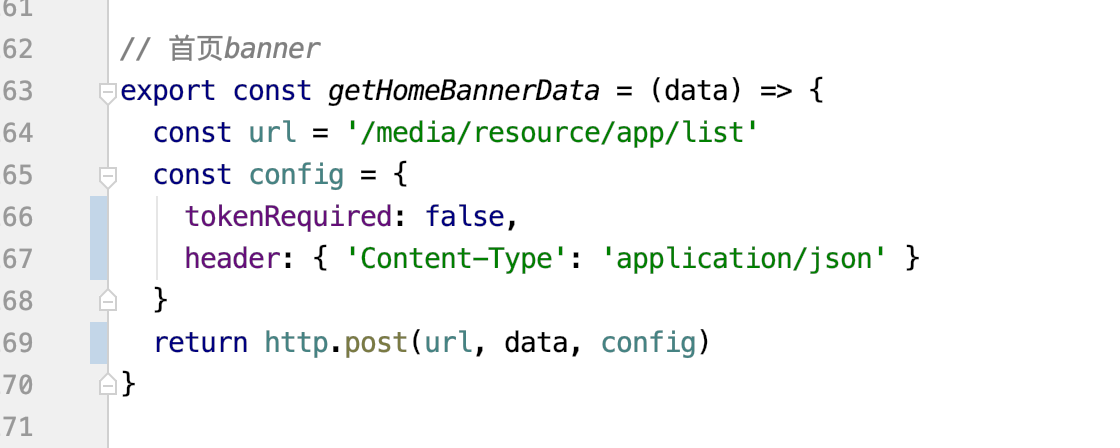 61
62 // 首页banner
63 export const getHomeBannerData = (data) => {
64 const url = '/media/resource/app/list'
65 const config = {
66 tokenRequired: false,
67 header: { 'Content-Type': 'application/json' }
68 }
69 return http.post(url, data, config)
70 }
71